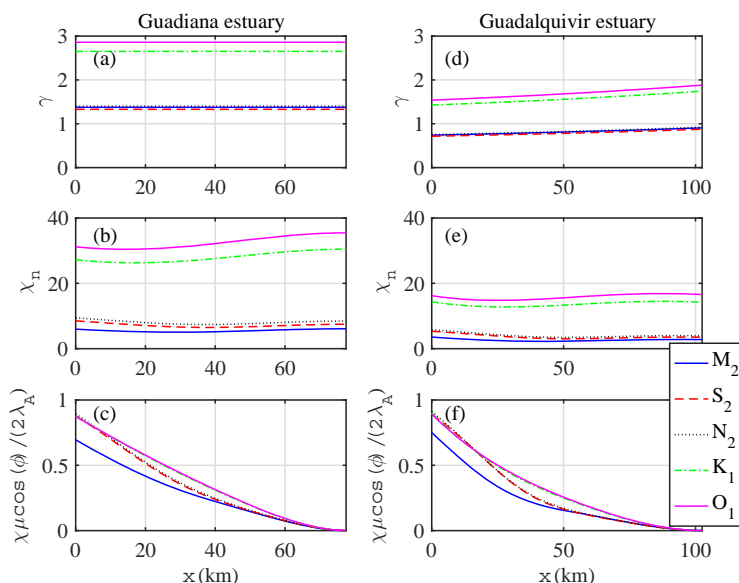 Guadiana estuary
Guadalquivir estuary
(a)
γ
3
2
1
0
0 20 40 60
(d)
γ
3
2
1
0
0 50 100
(b)
χn
40
20
0
0 20 40 60
(e)
χn
40
20
0
0 50
(c)
χμcos(φ)/(2λA)
1
0.5
0
0 20 40 60
x(km)
(f)
χμcos(φ)/(2λA)
1
0.5
0
0 50 100
x(km)
M2
S2
N2
K1
O1